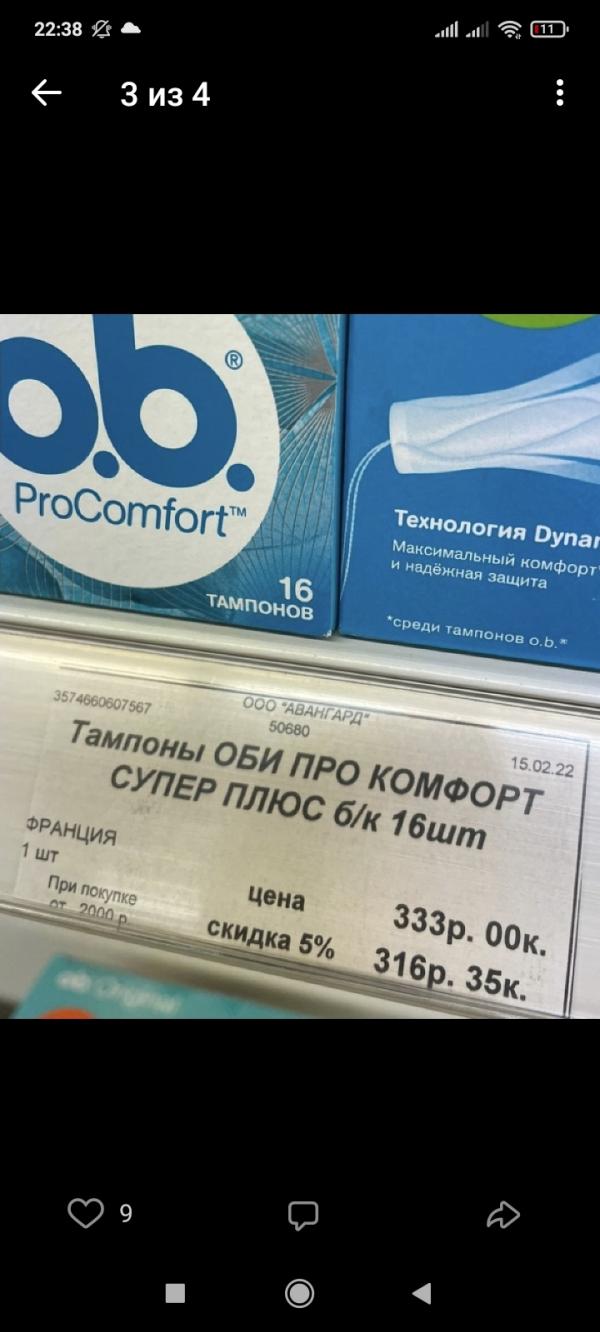 22:38
11
3 из 4
o.b.®
ProComfort™
16
ТАМПОНОВ
Технология
Максимальный комфорт
и надёжная защита
*среди тампонов o.b.®
3574660607567
ООО "АВАНГАРД"
50680
15.02.22
Тампоны ОБИ ПРО КОМФОРТ
СУПЕР ПЛЮС б/к 16шт
ФРАНЦИЯ
1 шт
При покупке
от 2000 р.
цена
333р. 00к.
скидка 5%
316р. 35к.
o.b. Original
9